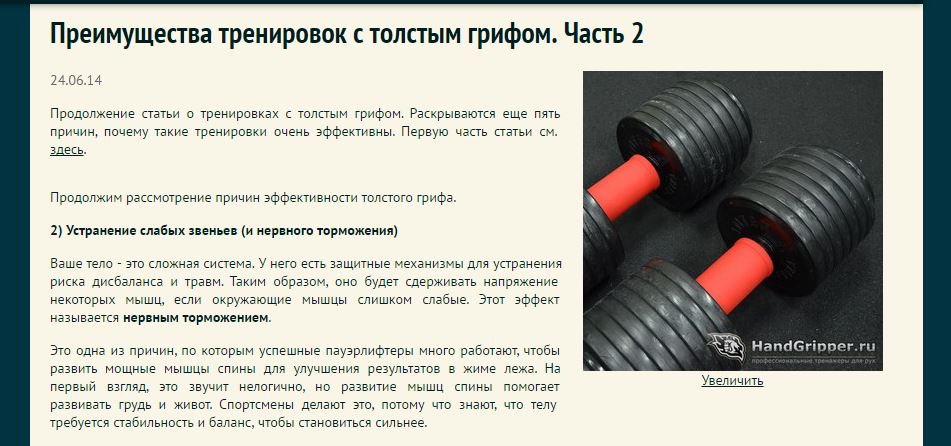 Преимущества тренировок с толстым грифом. Часть 2
24.06.14
Продолжение статьи о тренировках с толстым грифом. Раскрываются еще пять
причин, почему такие тренировки очень эффективны. Первую часть статьи см.
здесь.
Продолжим рассмотрение причин эффективности толстого грифа.
2) Устранение слабых звеньев (и нервного торможения)
Ваше тело - это сложная система. У него есть защитные механизмы для устранения
риска дисбаланса и травм. Таким образом, оно будет сдерживать напряжение
некоторых мышц, если окружающие мышцы слишком слабые. Этот эффект
называется нервным торможением.
Это одна из причин, по которым успешные пауэрлифтеры много работают, чтобы
развить мощные мышцы спины для улучшения результатов в жиме лежа. На
первый взгляд, это звучит нелогично, но развитие мышц спины помогает
развивать грудь и живот. Спортсмены делают это, потому что знают, что телу
требуется стабильность и баланс, чтобы становиться сильнее.
HandGripper.ru
профессиональные тренажеры для рук
Увеличить